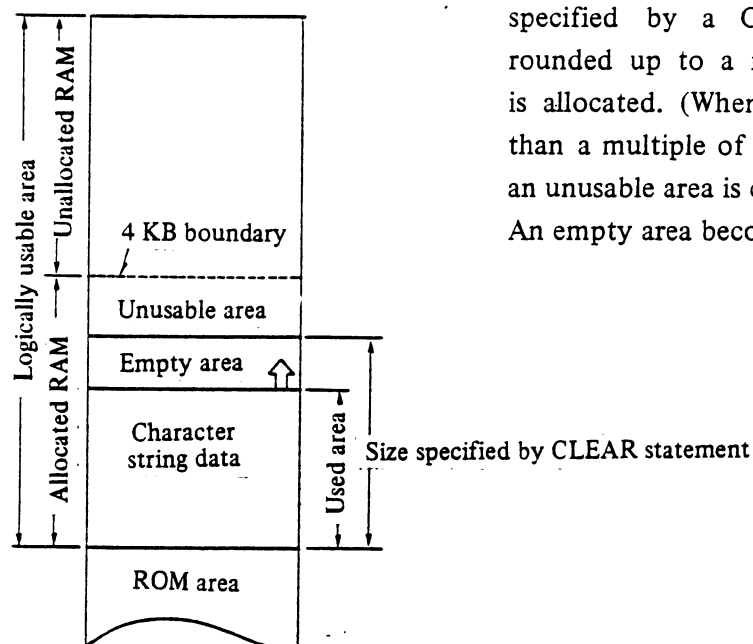 specified by a
rounded up to a
is allocated. (When
than a multiple of
an unusable area is
An empty area
Logically usable area
Unallocated RAM
4 KB boundary
Unusable area
Empty area
Allocated RAM
Character
string data
Used area
Size specified by CLEAR statement
ROM area